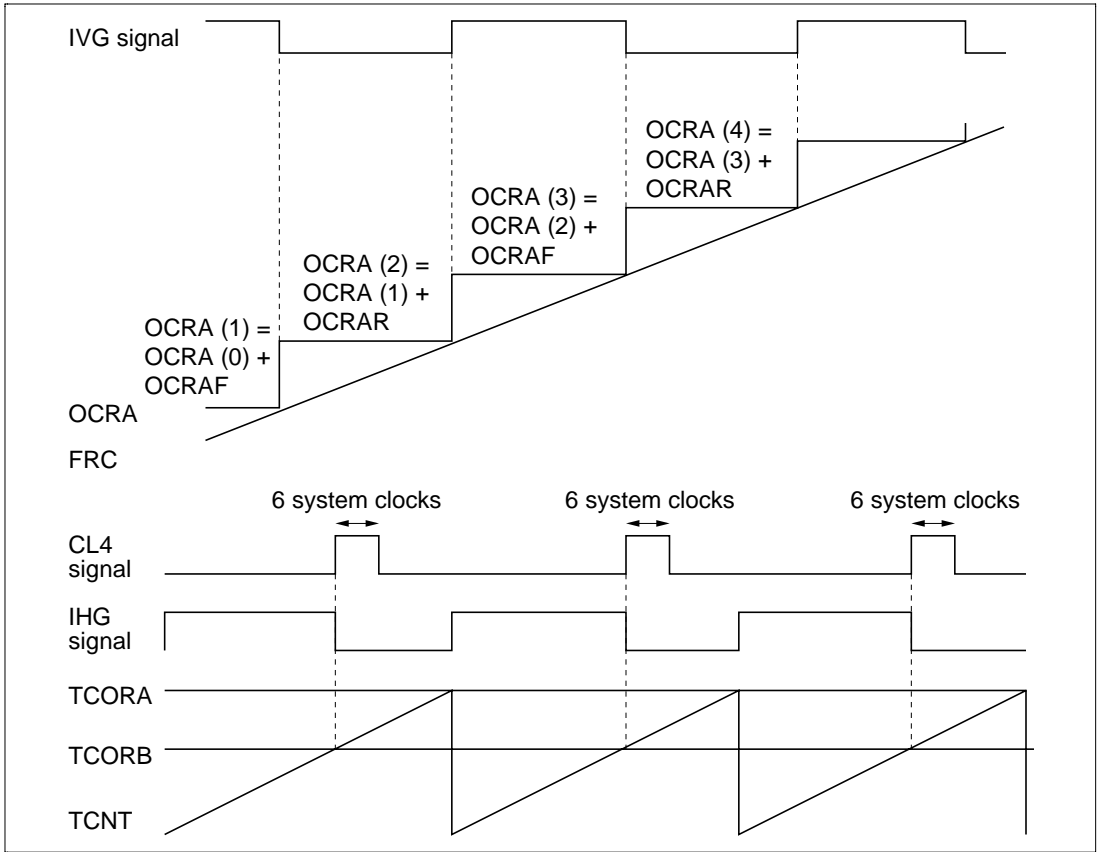 IVG signal
OCRA (4) =
OCRA (3) +
OCRAR
OCRA (3) =
OCRA (2) +
OCRAF
OCRA (2) =
OCRA (1) +
OCRAR
OCRA (1) =
OCRA (0) +
OCRAF
OCRA
FRC
6 system clocks 6 system clocks 6 system clocks
CL4
signal
IHG
signal
TCORA
TCORB
TCNT